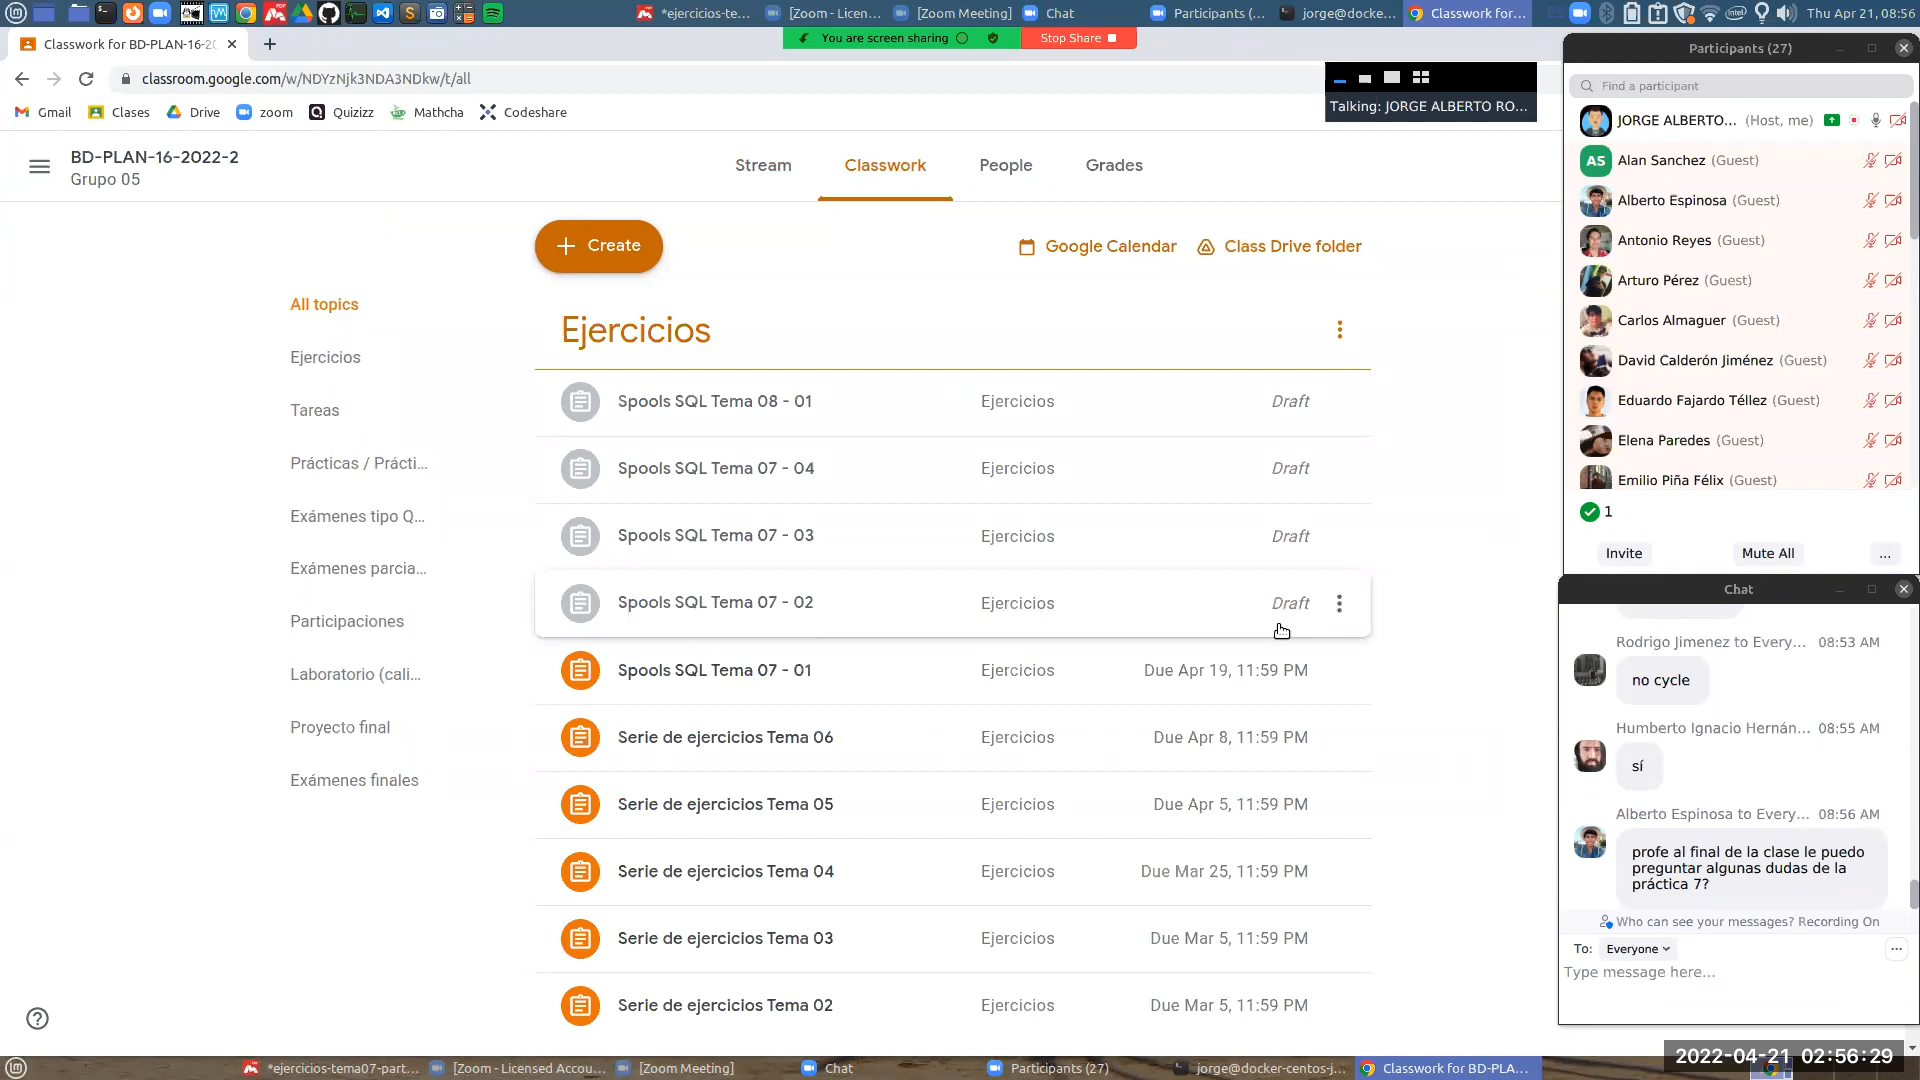 *ejercicios-te...
[Zoom - Licen...
[Zoom Meeting]
Chat
Participants (...
jorge@docke...
Classwork for...
Thu Apr 21, 08:56
Classwork for BD-PLAN-16-20
You are screen sharing
Stop Share
classroom.google.com/w/NDYzNjk3NDA3NDkw/t/all
Gmail
Clases
Drive
zoom
Quizizz
Mathcha
Codeshare
Talking: JORGE ALBERTO RO...
BD-PLAN-16-2022-2
Grupo 05
Stream
Classwork
People
Grades
Create
Google Calendar
Class Drive folder
All topics
Ejercicios
Tareas
Prácticas / Prácti...
Exámenes tipo Q...
Exámenes parcia...
Participaciones
Laboratorio (cali...
Proyecto final
Exámenes finales
Ejercicios
Spools SQL Tema 08 - 01 Ejercicios Draft
Spools SQL Tema 07 - 04 Ejercicios Draft
Spools SQL Tema 07 - 03 Ejercicios Draft
Spools SQL Tema 07 - 02 Ejercicios Draft
Spools SQL Tema 07 - 01 Ejercicios Due Apr 19, 11:59 PM
Serie de ejercicios Tema 06 Ejercicios Due Apr 8, 11:59 PM
Serie de ejercicios Tema 05 Ejercicios Due Apr 5, 11:59 PM
Serie de ejercicios Tema 04 Ejercicios Due Mar 25, 11:59 PM
Serie de ejercicios Tema 03 Ejercicios Due Mar 5, 11:59 PM
Serie de ejercicios Tema 02 Ejercicios Due Mar 5, 11:59 PM
Participants (27)
Find a participant
JORGE ALBERTO... (Host, me)
AS Alan Sanchez (Guest)
Alberto Espinosa (Guest)
Antonio Reyes (Guest)
Arturo Pérez (Guest)
Carlos Almaguer (Guest)
David Calderón Jiménez (Guest)
Eduardo Fajardo Téllez (Guest)
Elena Paredes (Guest)
Emilio Piña Félix (Guest)
1
Invite
Mute All
...
Chat
Rodrigo Jimenez to Every... 08:53 AM
no cycle
Humberto Ignacio Hernán... 08:55 AM
sí
Alberto Espinosa to Every... 08:56 AM
profe al final de la clase le puedo
preguntar algunas dudas de la
práctica 7?
Who can see your messages? Recording On
To: Everyone
Type message here...
*ejercicios-tema07-part...
[Zoom - Licensed Accou...
[Zoom Meeting]
Chat
Participants (27)
jorge@docker-centos-j...
Classwork for BD-PLA...
2022-04-21 02:56:29